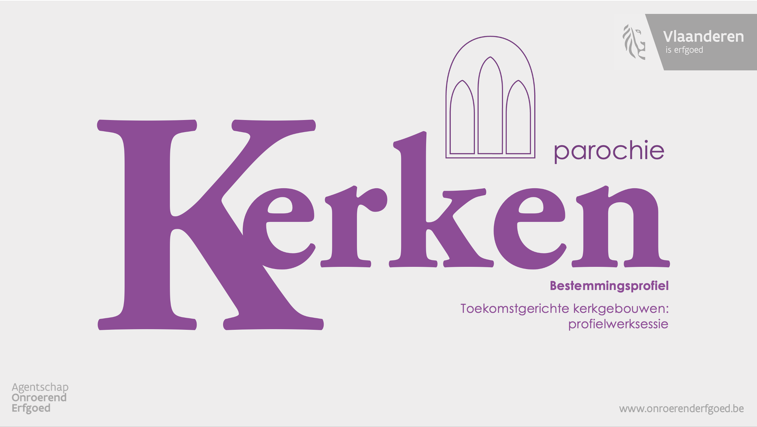 Vlaanderen
is erfgoed
parochie
Kerken
Bestemmingsprofiel
Toekomstgerichte kerkgebouwen:
profielwerksessie
Agentschap
Onroerend
Erfgoed
www.onroerenderfgoed.be